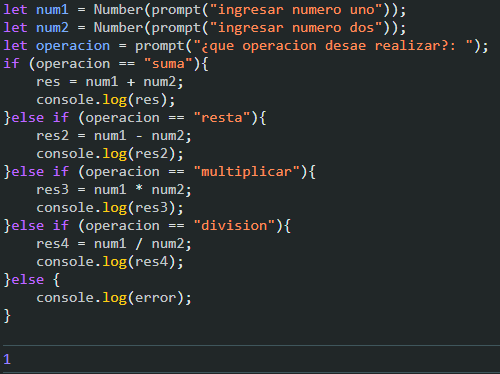 let num1 = Number(prompt("ingresar numero uno"));
let num2 = Number(prompt("ingresar numero dos"));
let operacion = prompt("¿que operacion desae realizar?: ");
if (operacion == "suma"){
    res = num1 + num2;
    console.log(res);
}else if (operacion == "resta"){
    res2 = num1 - num2;
    console.log(res2);
}else if (operacion == "multiplicar"){
    res3 = num1 * num2;
    console.log(res3);
}else if (operacion == "division"){
    res4 = num1 / num2;
    console.log(res4);
}else {
    console.log(error);
}
1